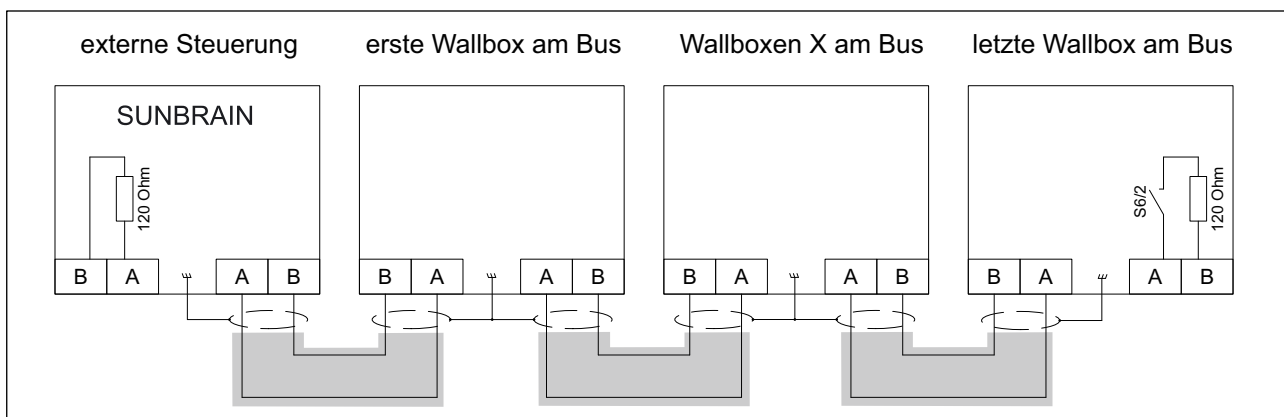 externe Steuerung erste Wallbox am Bus Wallboxen X am Bus letzte Wallbox am Bus
SUNBRAIN
120 Ohm
S6/2
120 Ohm
B A A B B A A B B A A B B A A B